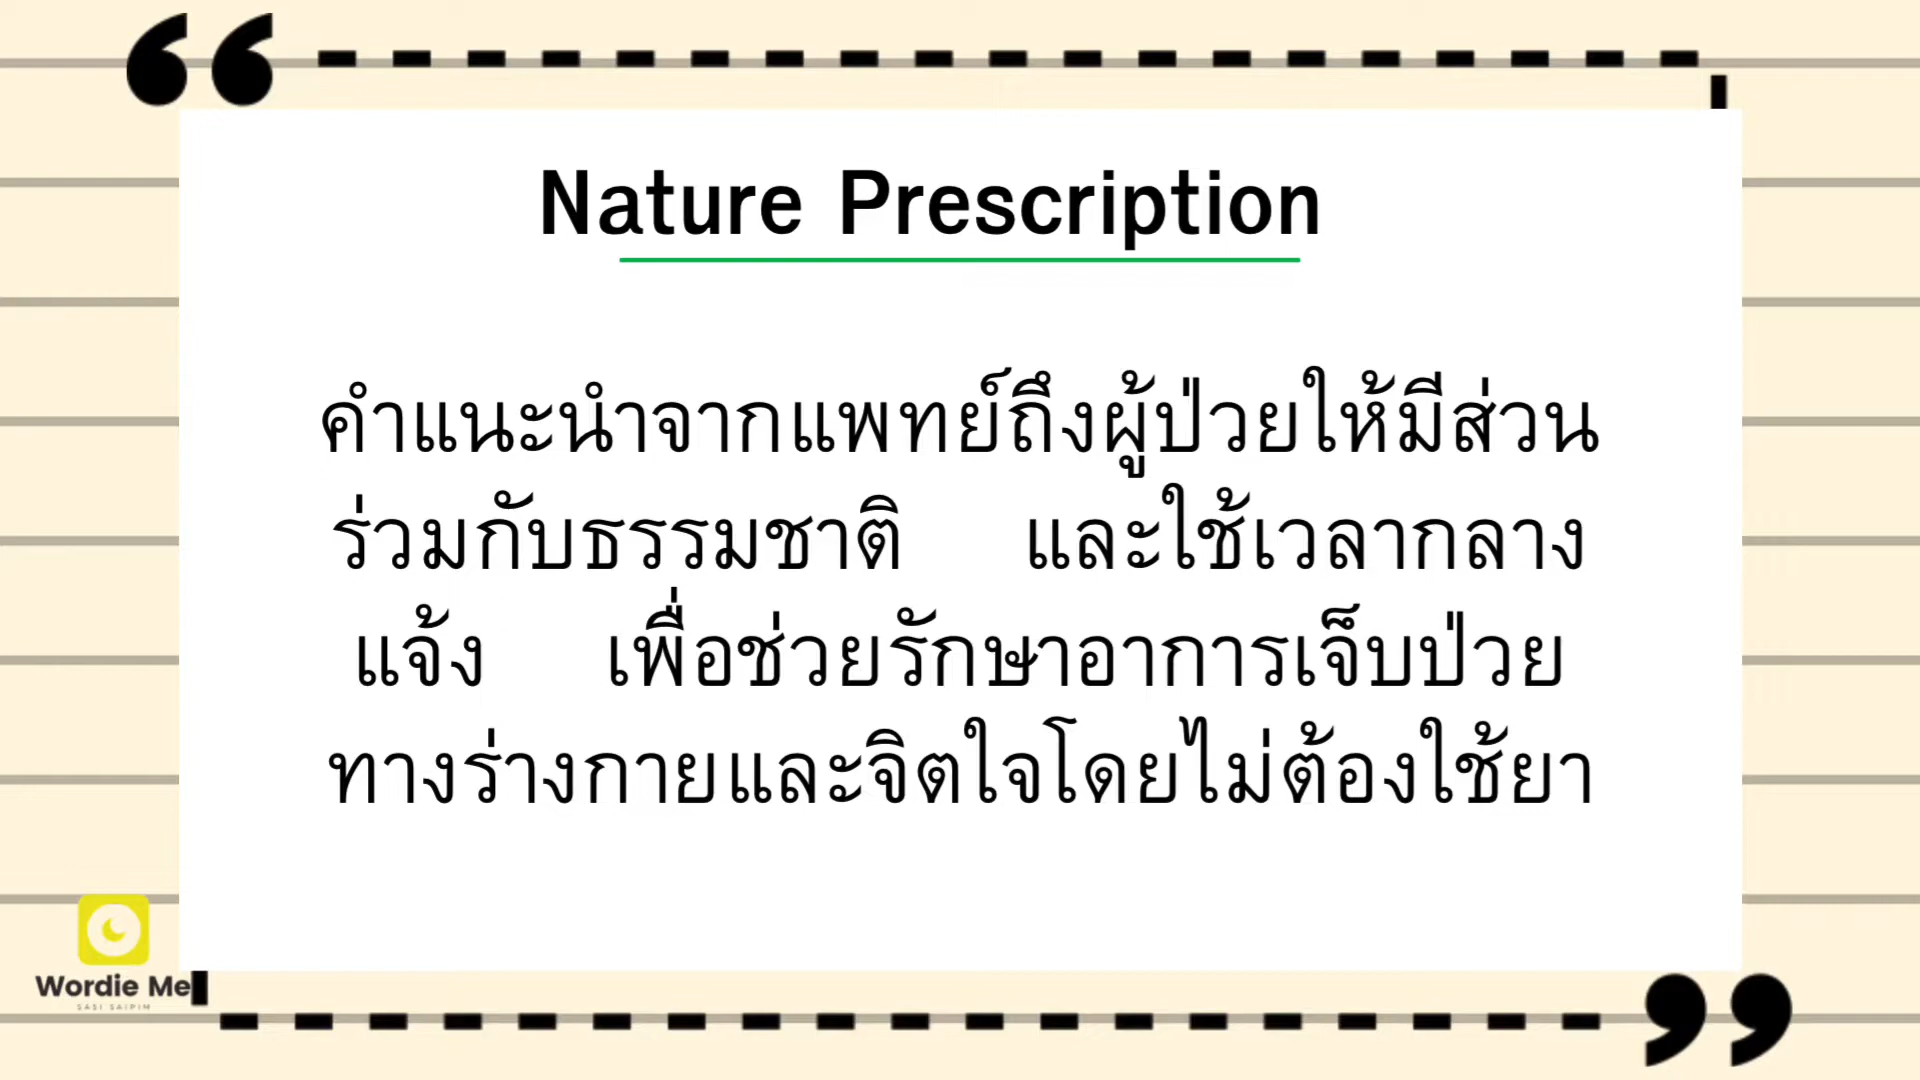 Nature Prescription
คำแนะนำจากแพทย์ถึงผู้ป่วยให้มีส่วน
ร่วมกับธรรมชาติ และใช้เวลากลาง
แจ้ง เพื่อช่วยรักษาอาการเจ็บป่วย
ทางร่างกายและจิตใจโดยไม่ต้องใช้ยา
Wordie Me
SASI SAIPIM